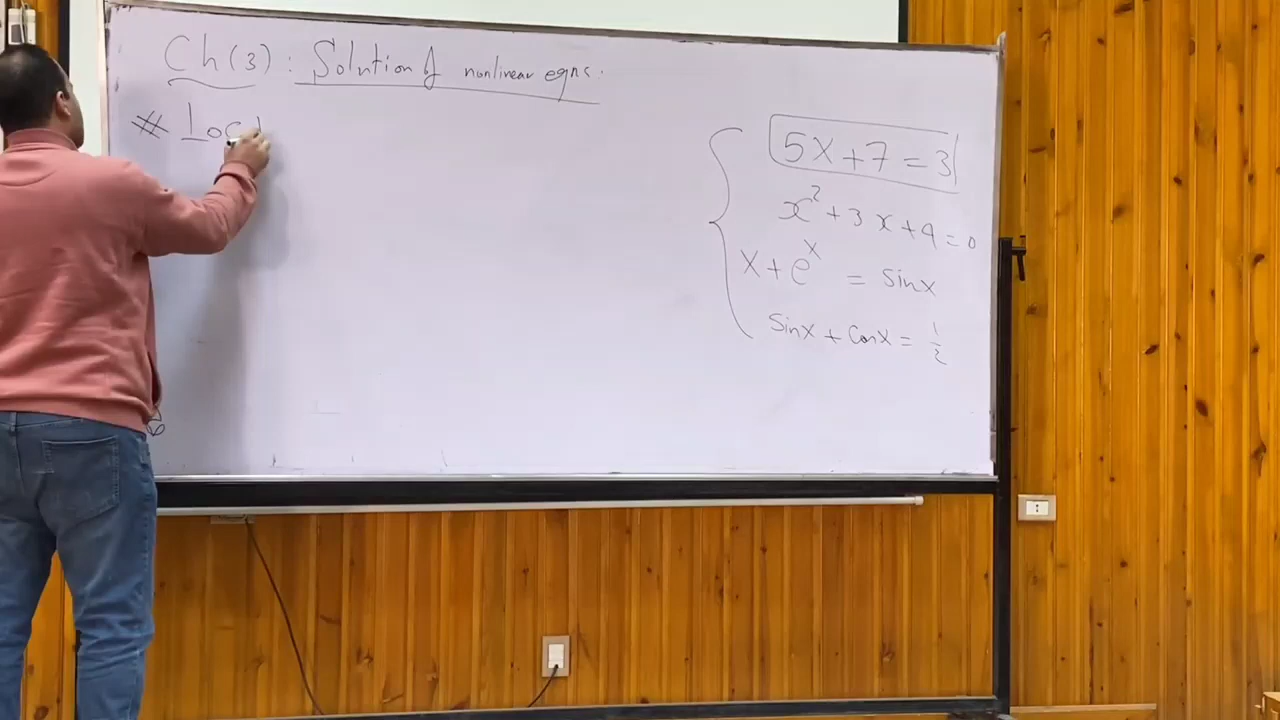 Ch(3) : Solution of nonlinear eqns.
# Loc
5x+7=3
x²+3x+4=0
x+eˣ = sinx
sinx + cosx = 1/2